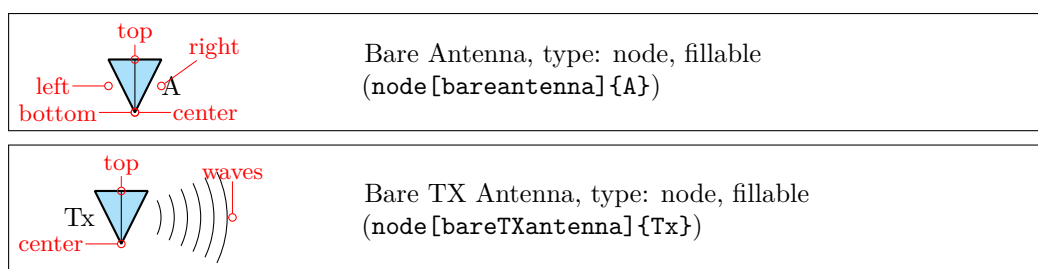 top
right
left
A
bottom
center
Bare Antenna, type: node, fillable
(node[bareantenna]{A})
top
waves
Tx
center
Bare TX Antenna, type: node, fillable
(node[bareTXantenna]{Tx})